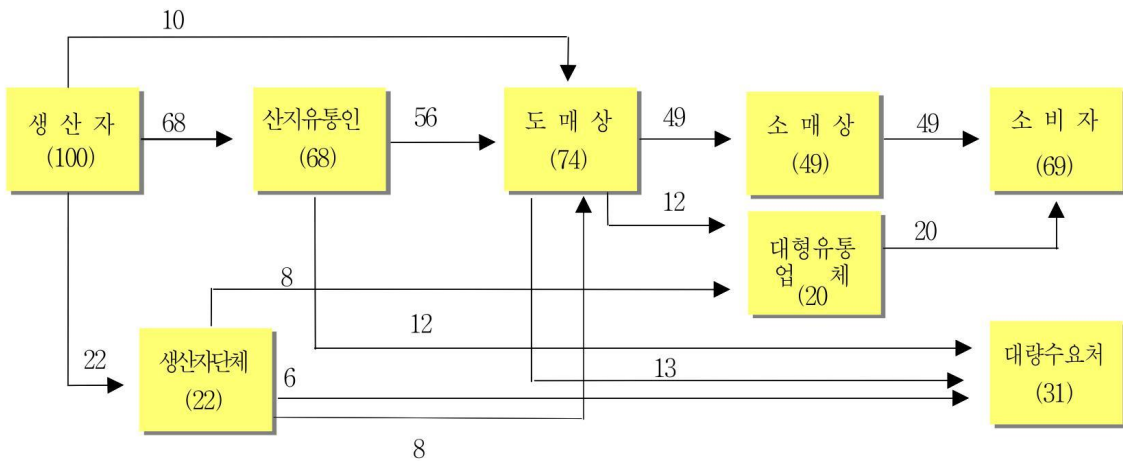 10
생 산 자
(100)
68
산지유통인
(68)
56
도 매 상
(74)
49
소 매 상
(49)
49
소 비 자
(69)
12
대형유통
업 체
(20
20
8
12
22
생산자단체
(22)
6
13
대량수요처
(31)
8